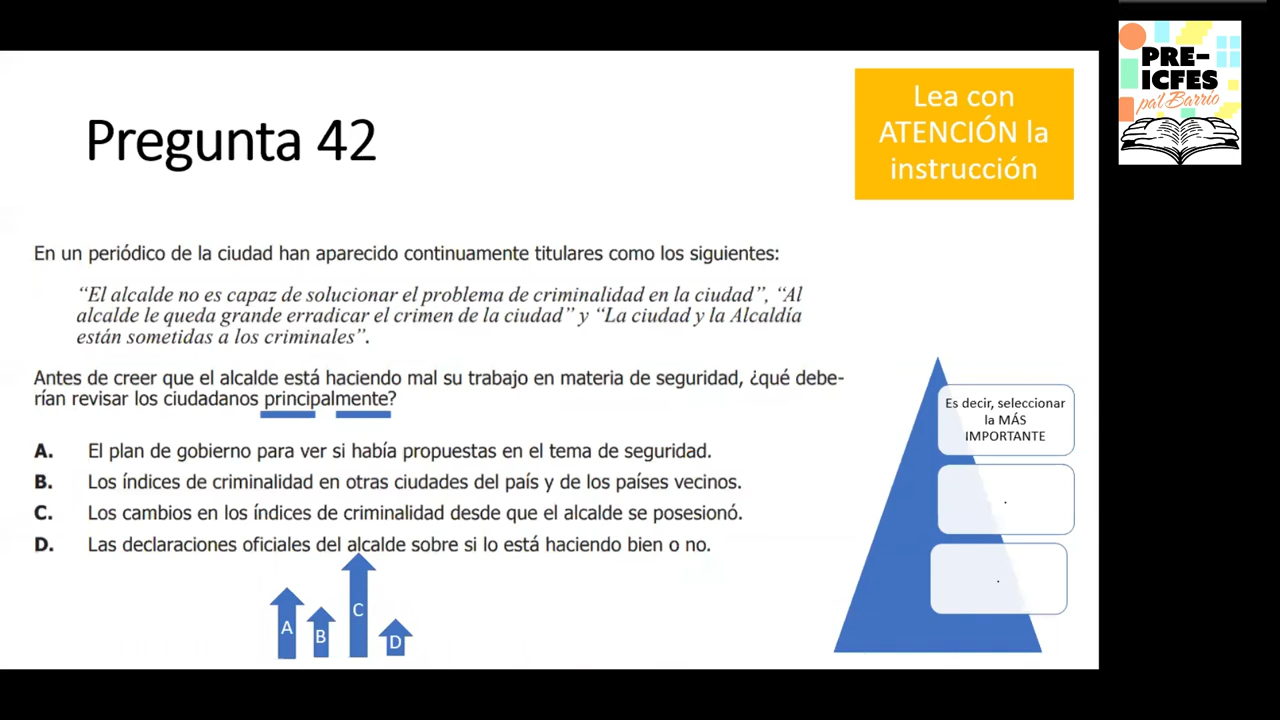 PRE-
ICFES
pa'l Barrio
Lea con
ATENCIÓN la
instrucción
Pregunta 42
En un periódico de la ciudad han aparecido continuamente titulares como los siguientes:
“El alcalde no es capaz de solucionar el problema de criminalidad en la ciudad”, “Al
alcalde le queda grande erradicar el crimen de la ciudad” y “La ciudad y la Alcaldía
están sometidas a los criminales”.
Antes de creer que el alcalde está haciendo mal su trabajo en materia de seguridad, ¿qué debe-
rían revisar los ciudadanos principalmente?
A. El plan de gobierno para ver si había propuestas en el tema de seguridad.
B. Los índices de criminalidad en otras ciudades del país y de los países vecinos.
C. Los cambios en los índices de criminalidad desde que el alcalde se posesionó.
D. Las declaraciones oficiales del alcalde sobre si lo está haciendo bien o no.
Es decir, seleccionar
la MÁS
IMPORTANTE
.
.
A
B
C
D